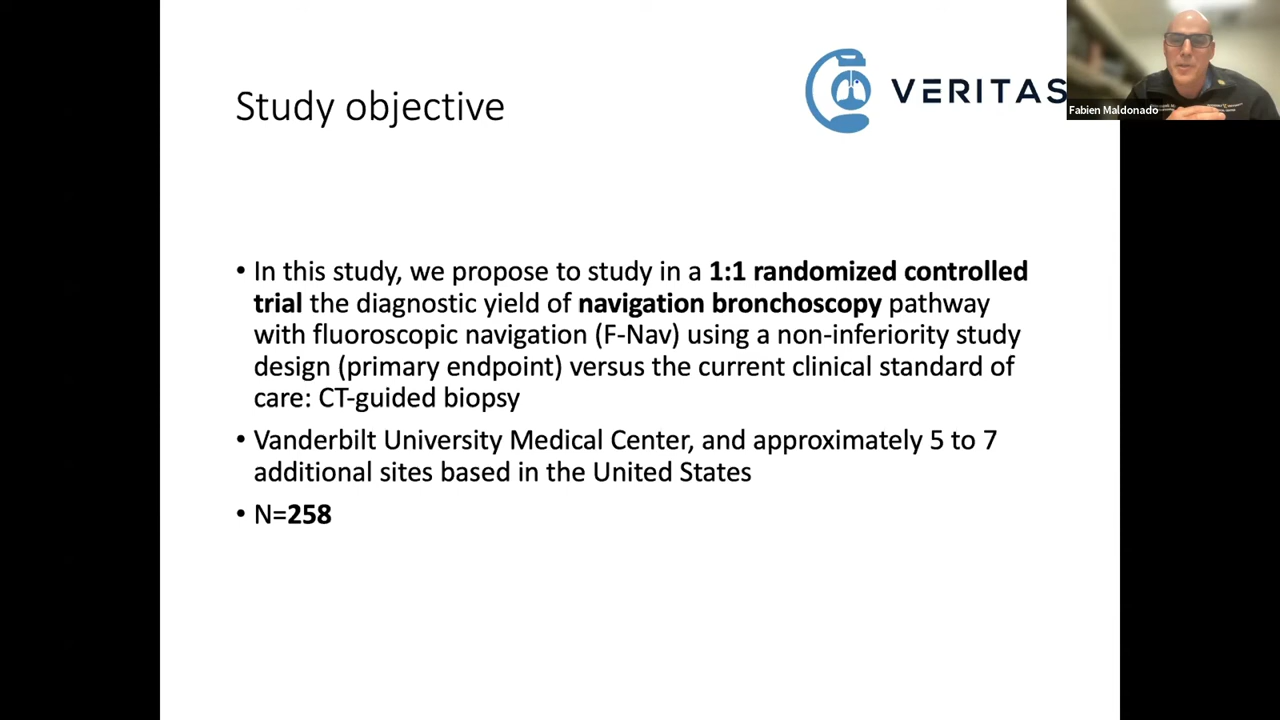 Study objective
VERITAS
Fabien Maldonado
• In this study, we propose to study in a 1:1 randomized controlled
trial the diagnostic yield of navigation bronchoscopy pathway
with fluoroscopic navigation (F-Nav) using a non-inferiority study
design (primary endpoint) versus the current clinical standard of
care: CT-guided biopsy
• Vanderbilt University Medical Center, and approximately 5 to 7
additional sites based in the United States
• N=258